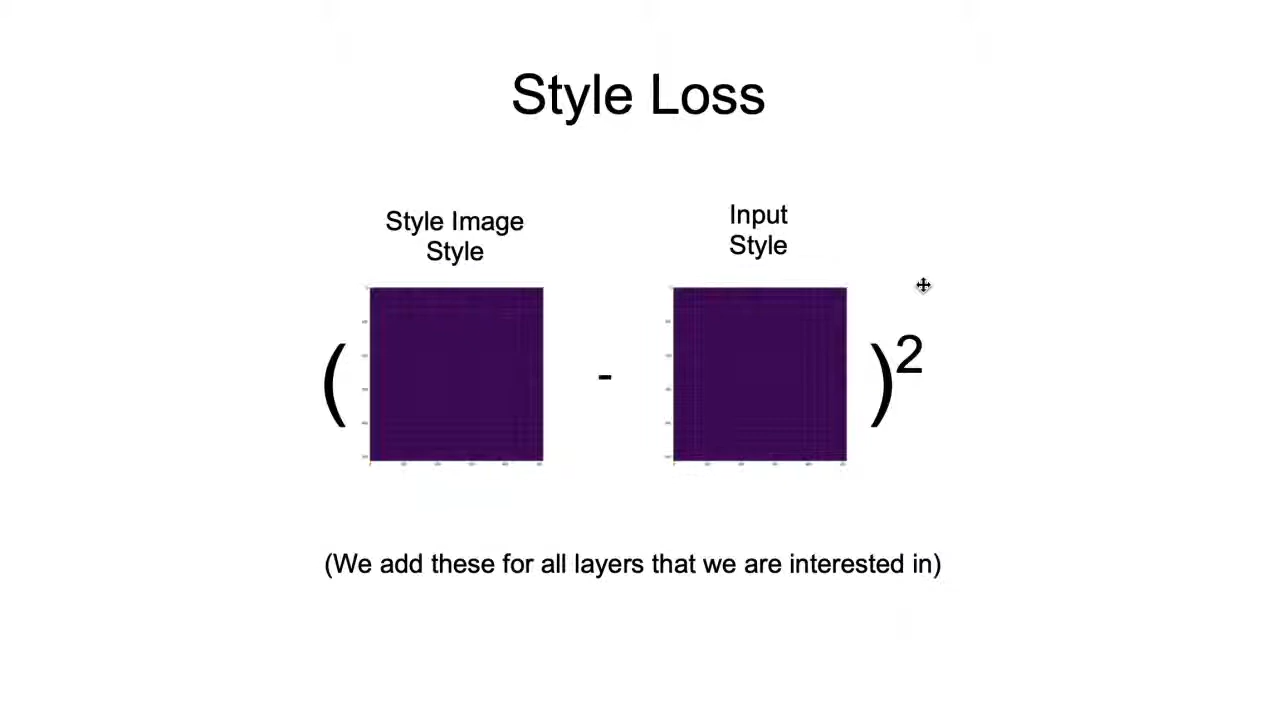 Style Loss
Style Image
Style
Input
Style
(
-
)2
(We add these for all layers that we are interested in)